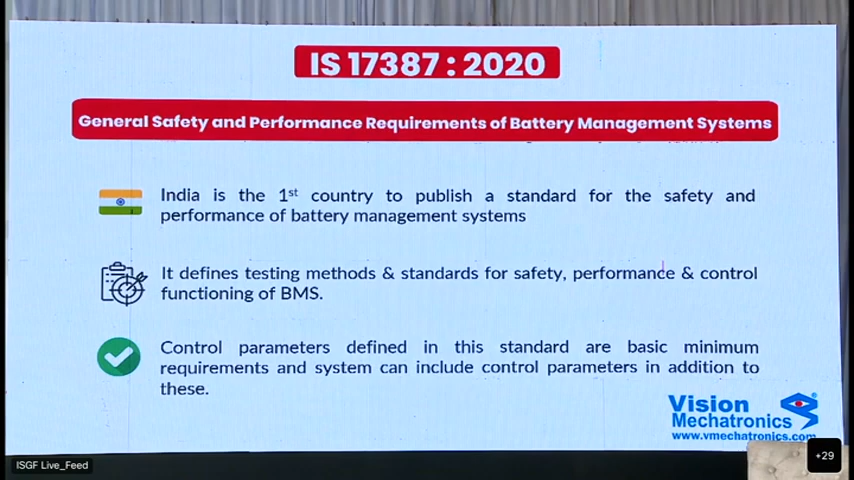 IS 17387 : 2020
General Safety and Performance Requirements of Battery Management Systems
India is the 1st country to publish a standard for the safety and
performance of battery management systems
It defines testing methods & standards for safety, performance & control
functioning of BMS.
Control parameters defined in this standard are basic minimum
requirements and system can include control parameters in addition to
these.
Vision
Mechatronics®
www.vmechatronics.com
ISGF Live_Feed
+29